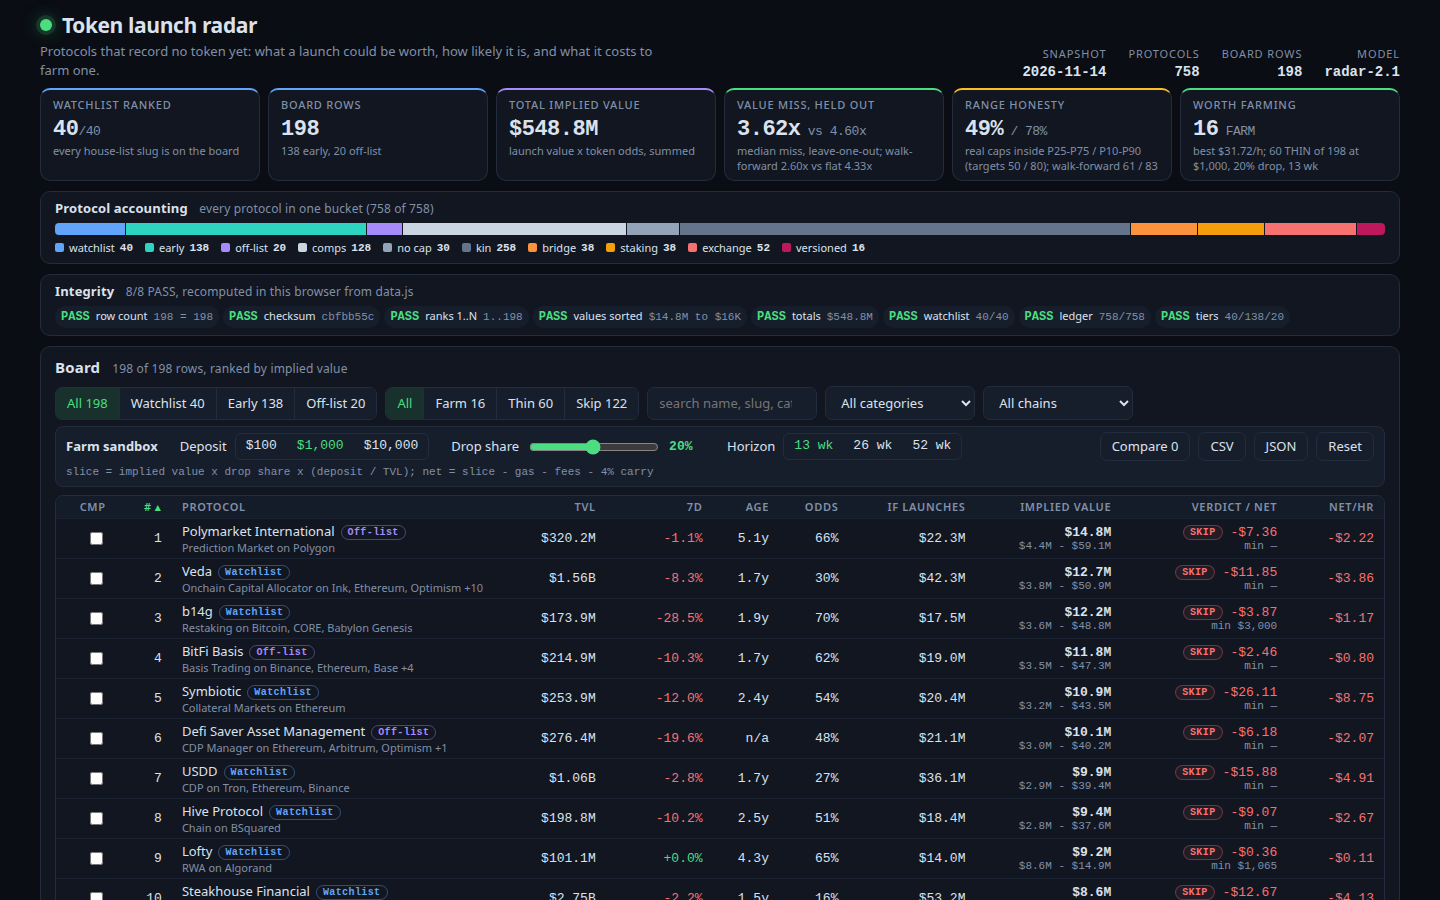 Token launch radar
Protocols that record no token yet: what a launch could be worth, how likely it is, and what it costs to
farm one.
SNAPSHOT PROTOCOLS BOARD ROWS MODEL
2026-11-14 758 198 radar-2.1
WATCHLIST RANKED
40/40
every house-list slug is on the board
BOARD ROWS
198
138 early, 20 off-list
TOTAL IMPLIED VALUE
$548.8M
launch value x token odds, summed
VALUE MISS, HELD OUT
3.62x vs 4.60x
median miss, leave-one-out; walk-
forward 2.60x vs flat 4.33x
RANGE HONESTY
49% / 78%
real caps inside P25-P75 / P10-P90
(targets 50 / 80); walk-forward 61 / 83
WORTH FARMING
16 FARM
best $31.72/h; 60 THIN of 198 at
$1,000, 20% drop, 13 wk
Protocol accounting every protocol in one bucket (758 of 758)
watchlist 40 early 138 off-list 20 comps 128 no cap 30 kin 258 bridge 38 staking 38 exchange 52 versioned 16
Integrity 8/8 PASS, recomputed in this browser from data.js
PASS row count 198 = 198 PASS checksum cbfbb55c PASS ranks 1..N 1..198 PASS values sorted $14.8M to $16K PASS totals $548.8M PASS watchlist 40/40 PASS ledger 758/758 PASS tiers 40/138/20
Board 198 of 198 rows, ranked by implied value
All 198 Watchlist 40 Early 138 Off-list 20 All Farm 16 Thin 60 Skip 122 search name, slug, cat All categories All chains
Farm sandbox Deposit $100 $1,000 $10,000 Drop share 20% Horizon 13 wk 26 wk 52 wk Compare 0 CSV JSON Reset
slice = implied value x drop share x (deposit / TVL); net = slice - gas - fees - 4% carry
CMP # ▲ PROTOCOL TVL 7D AGE ODDS IF LAUNCHES IMPLIED VALUE VERDICT / NET NET/HR
1 Polymarket International Off-list $320.2M -1.1% 5.1y 66% $22.3M $14.8M SKIP -$7.36 -$2.22
Prediction Market on Polygon $4.4M - $59.1M min —
2 Veda Watchlist $1.56B -8.3% 1.7y 30% $42.3M $12.7M SKIP -$11.85 -$3.86
Onchain Capital Allocator on Ink, Ethereum, Optimism +10 $3.8M - $50.9M min —
3 b14g Watchlist $173.9M -28.5% 1.9y 70% $17.5M $12.2M SKIP -$3.87 -$1.17
Restaking on Bitcoin, CORE, Babylon Genesis $3.6M - $48.8M min $3,000
4 BitFi Basis Off-list $214.9M -10.3% 1.7y 62% $19.0M $11.8M SKIP -$2.46 -$0.80
Basis Trading on Binance, Ethereum, Base +4 $3.5M - $47.3M min —
5 Symbiotic Watchlist $253.9M -12.0% 2.4y 54% $20.4M $10.9M SKIP -$26.11 -$8.75
Collateral Markets on Ethereum $3.2M - $43.5M min —
6 Defi Saver Asset Management Off-list $276.4M -19.6% n/a 48% $21.1M $10.1M SKIP -$6.18 -$2.07
CDP Manager on Ethereum, Arbitrum, Optimism +1 $3.0M - $40.2M min —
7 USDD Watchlist $1.06B -2.8% 1.7y 27% $36.1M $9.9M SKIP -$15.88 -$4.91
CDP on Tron, Ethereum, Binance $2.9M - $39.4M min —
8 Hive Protocol Watchlist $198.8M -10.2% 2.5y 51% $18.4M $9.4M SKIP -$9.07 -$2.67
Chain on BSquared $2.8M - $37.6M min —
9 Lofty Watchlist $101.1M +0.0% 4.3y 65% $14.0M $9.2M SKIP -$0.36 -$0.11
RWA on Algorand $8.6M - $14.9M min $1,065
10 Steakhouse Financial Watchlist $2.75B -2.2% 1.5y 16% $53.2M $8.6M SKIP -$12.67 -$4.13